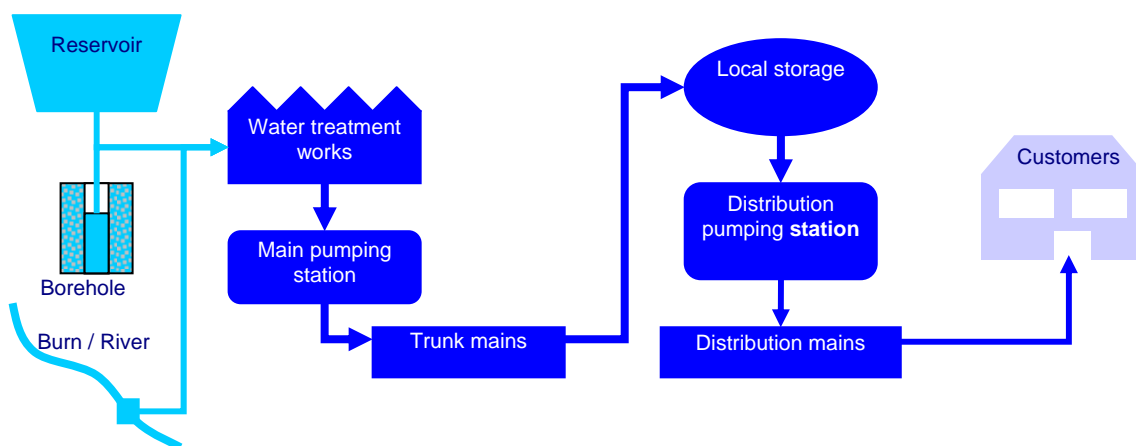 Reservoir
Borehole
Burn / River
Water treatment
works
Main pumping
station
Trunk mains
Local storage
Distribution
pumping station
Distribution mains
Customers